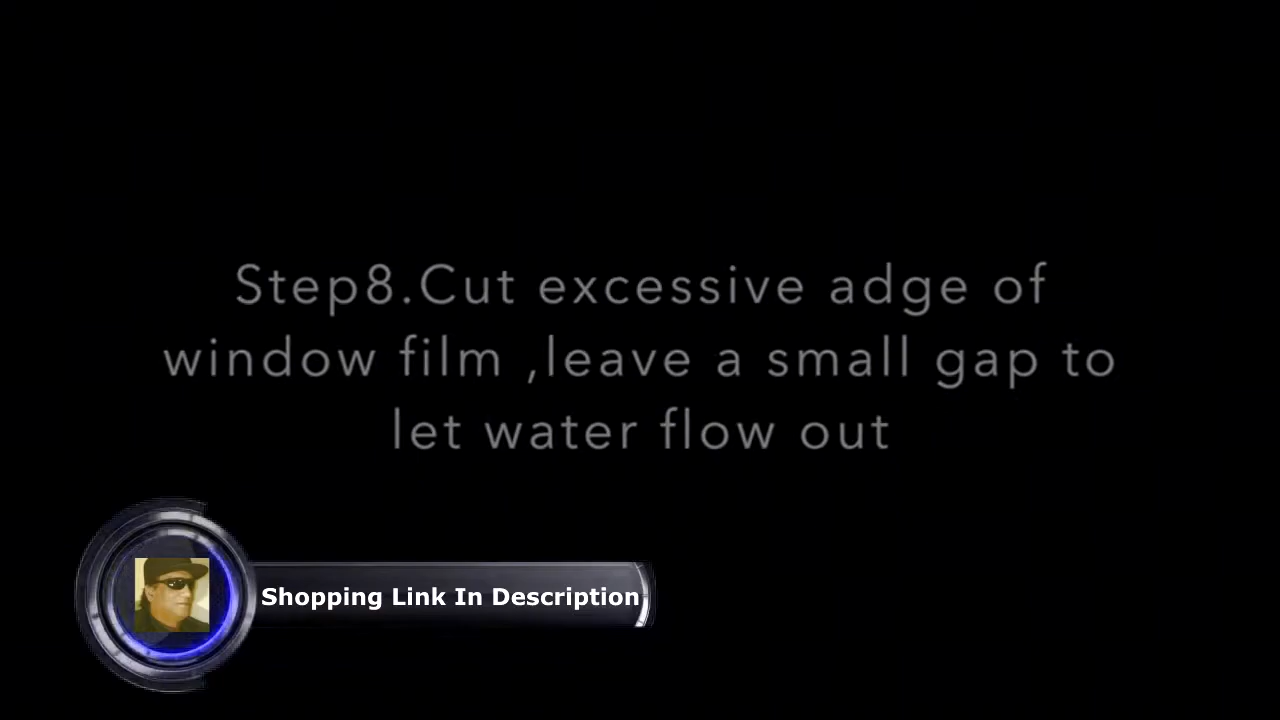 Step8.Cut excessive adge of
window film ,leave a small gap to
let water flow out
Shopping Link In Description